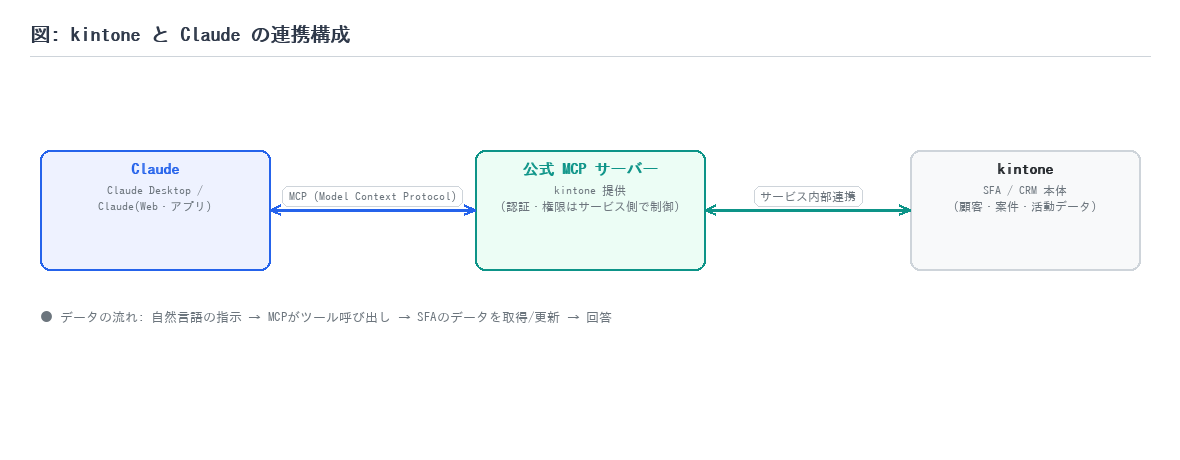 図: kintone と Claude の連携構成
Claude
Claude Desktop /
Claude(Web・アプリ)
MCP (Model Context Protocol)
公式 MCP サーバー
kintone 提供
(認証・権限はサービス側で制御)
サービス内部連携
kintone
SFA / CRM 本体
(顧客・案件・活動データ)
● データの流れ: 自然言語の指示 → MCPがツール呼び出し → SFAのデータを取得/更新 → 回答